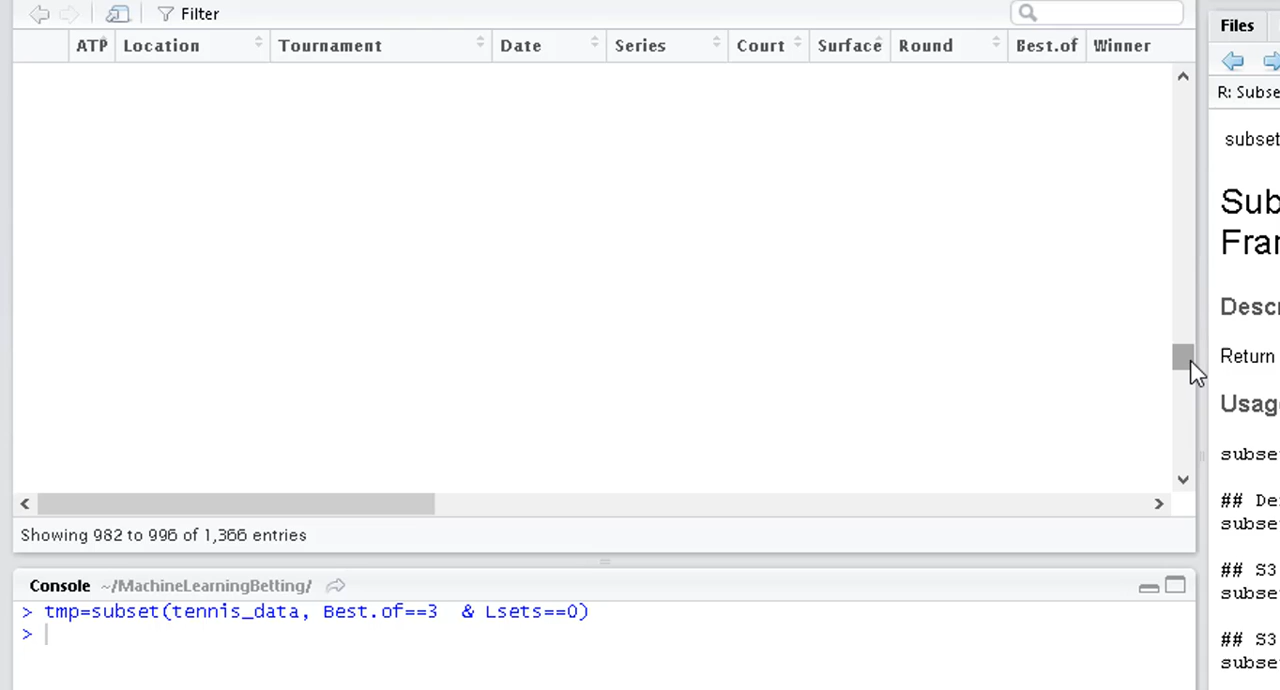 Filter
Files
ATP Location Tournament Date Series Court Surface Round Best.of Winner
R: Subse
subset
Sub
Fran
Descr
Return
Usag
subse
## De
subse
## S3
subse
## S3
subse
Showing 982 to 996 of 1,366 entries
Console ~/MachineLearningBetting/
> tmp=subset(tennis_data, Best.of==3 & Lsets==0)
>